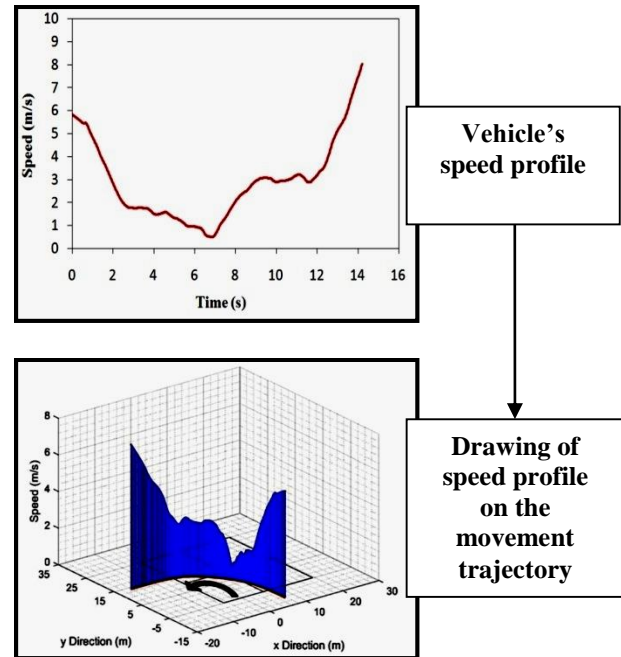 10
9
8
7
6
5
4
3
2
1
0
Speed (m/s)
0 2 4 6 8 10 12 14 16
Time (s)
Vehicle's
speed profile
8
6
4
2
0
Speed (m/s)
35
25
15
5
-5
-15
y Direction (m)
-20
-10
0
10
20
30
x Direction (m)
Drawing of
speed profile
on the
movement
trajectory